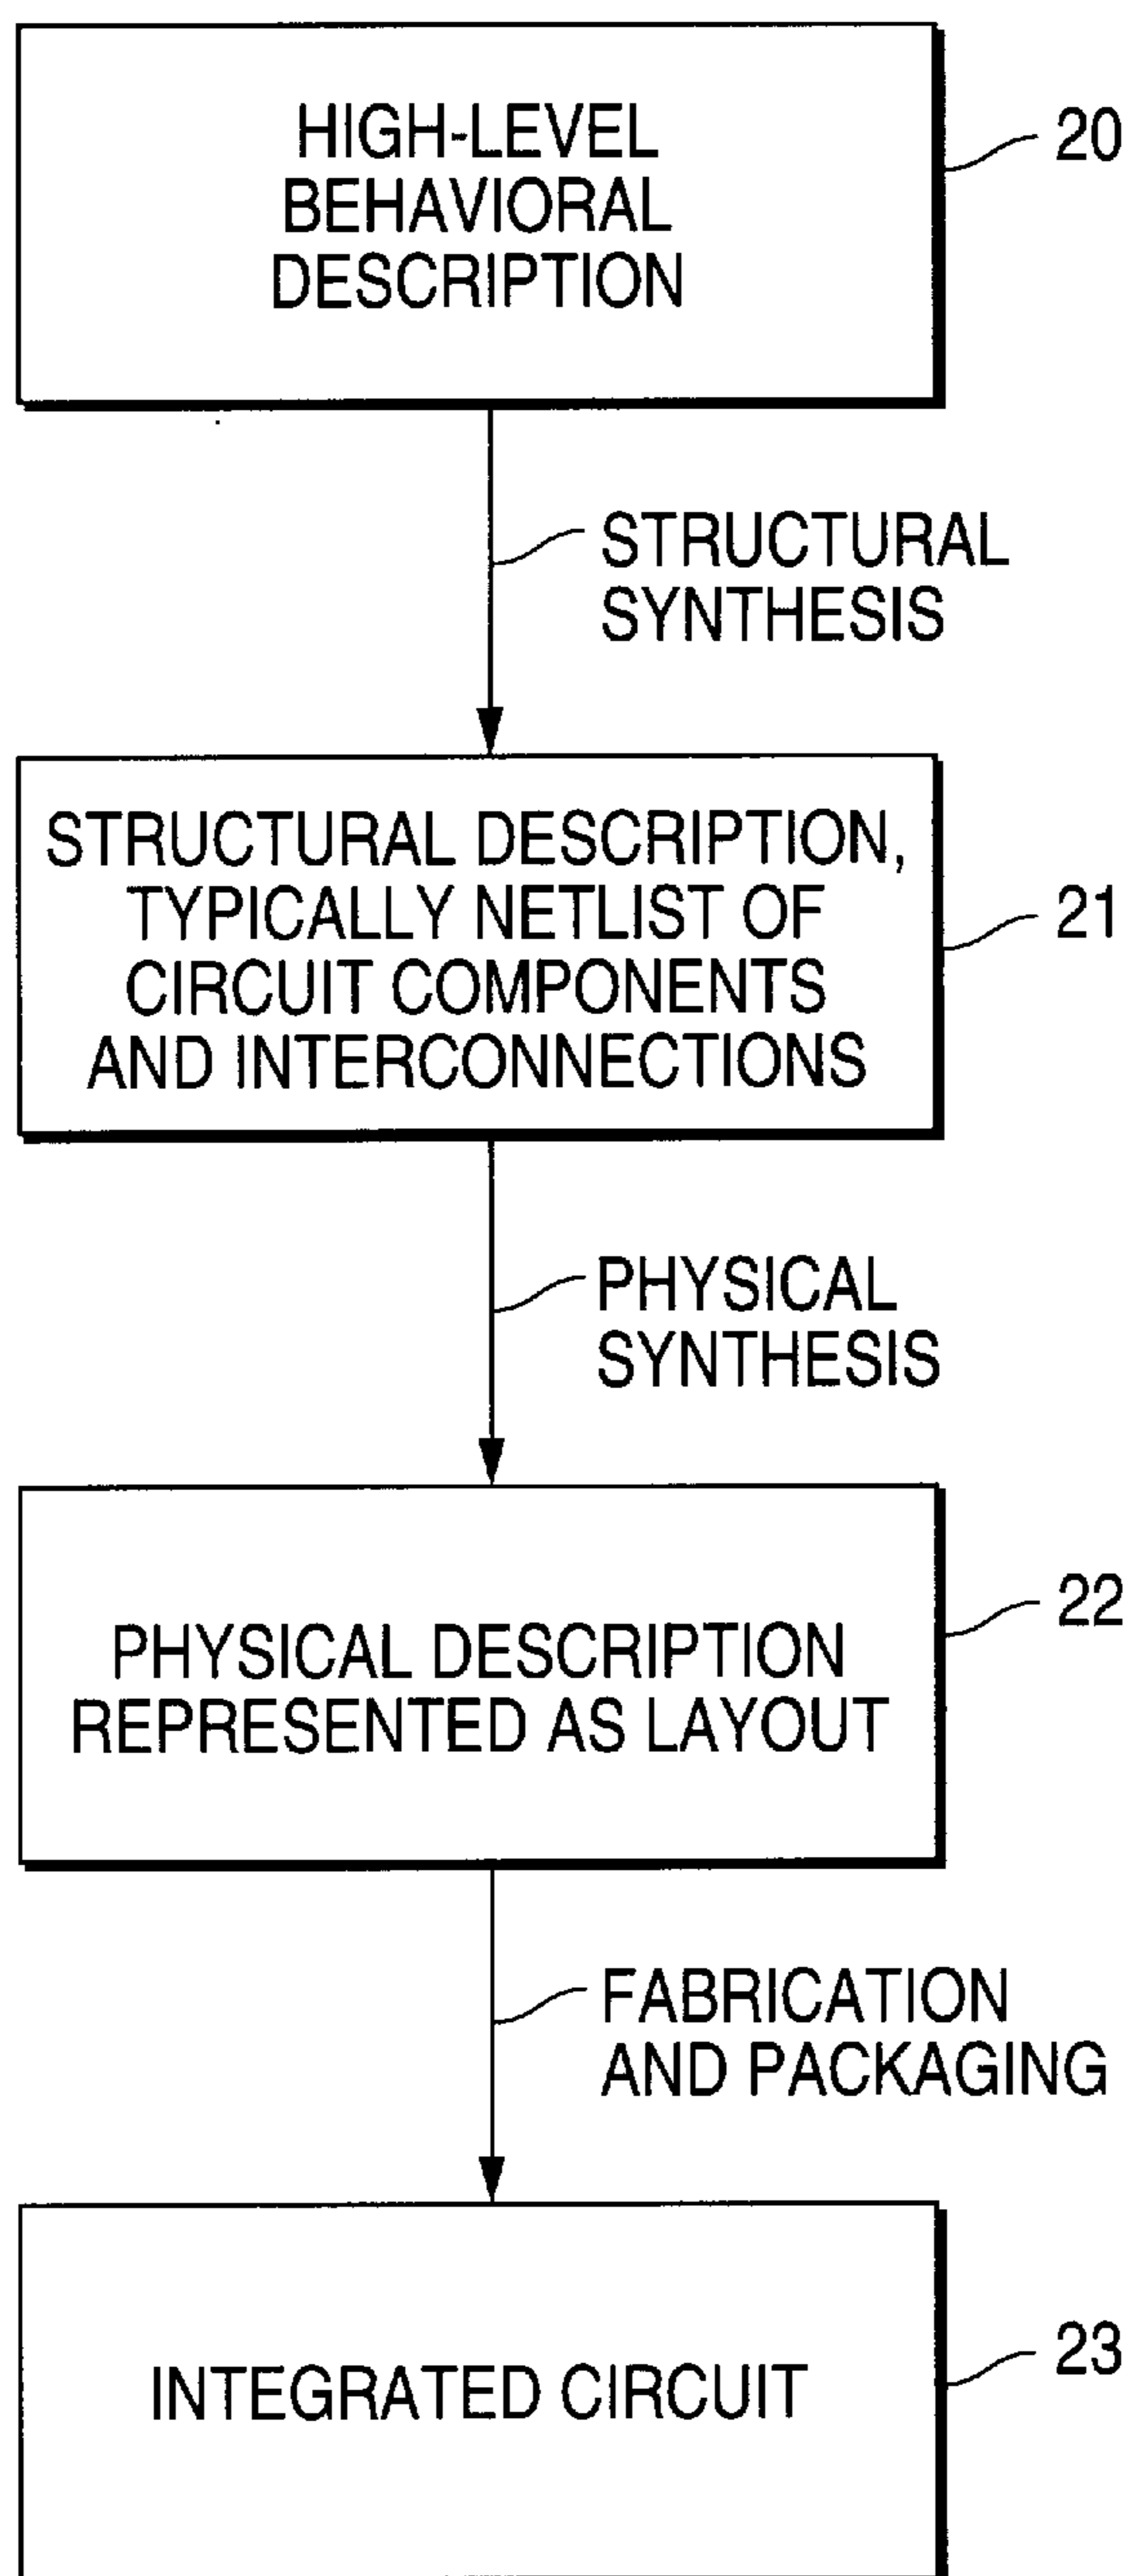 HIGH-LEVEL
BEHAVIORAL
DESCRIPTION
20
STRUCTURAL
SYNTHESIS
STRUCTURAL DESCRIPTION,
TYPICALLY NETLIST OF
CIRCUIT COMPONENTS
AND INTERCONNECTIONS
21
PHYSICAL
SYNTHESIS
PHYSICAL DESCRIPTION
REPRESENTED AS LAYOUT
22
FABRICATION
AND PACKAGING
INTEGRATED CIRCUIT
23